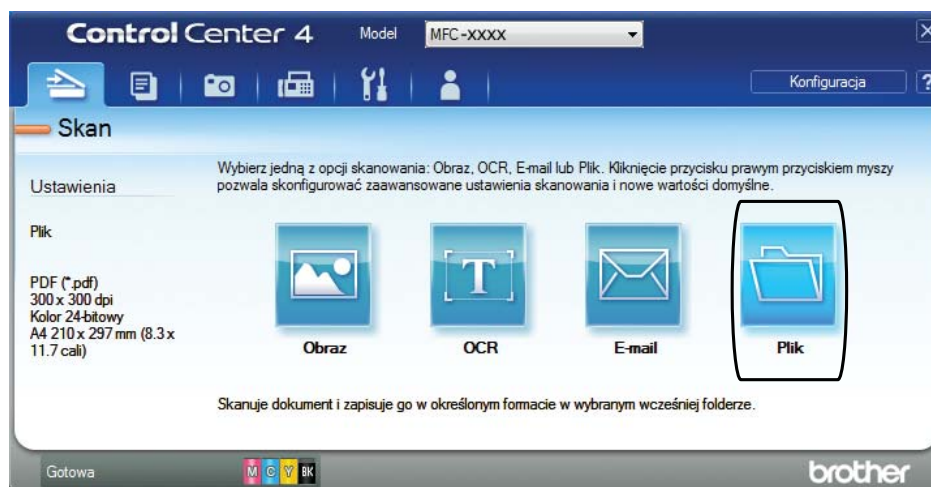 Control Center 4 Model MFC-XXXX X
Konfiguracja ?
Skan
Wybierz jedną z opcji skanowania: Obraz, OCR, E-mail lub Plik. Kliknięcie przycisku prawym przyciskiem myszy
pozwala skonfigurować zaawansowane ustawienia skanowania i nowe wartości domyślne.
Ustawienia
Plik
PDF (*.pdf)
300 x 300 dpi
Kolor 24-bitowy
A4 210 x 297 mm (8.3 x
11.7 cali)
T
Obraz OCR E-mail Plik
Skanuje dokument i zapisuje go w określonym formacie w wybranym wcześniej folderze.
Gotowa M C Y BK brother